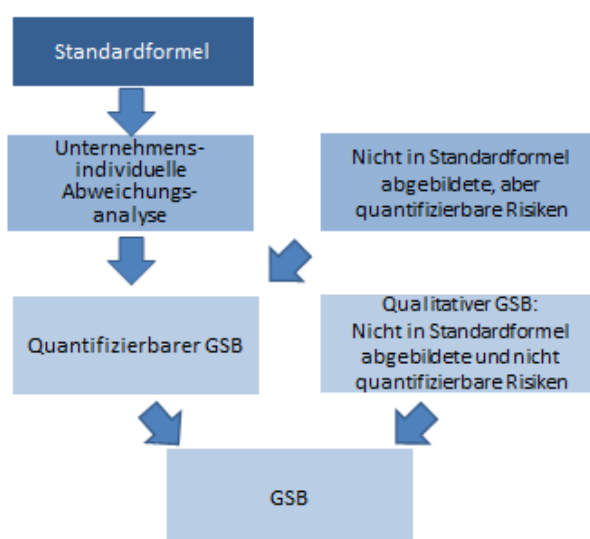 Standardformel
Unternehmens-
individuelle
Abweichungs-
analyse
Nicht in Standardformel
abgebildete, aber
quantifizierbare Risiken
Quantifizierbarer GSB
Qualitativer GSB:
Nicht in Standardformel
abgebildete und nicht
quantifizierbare Risiken
GSB